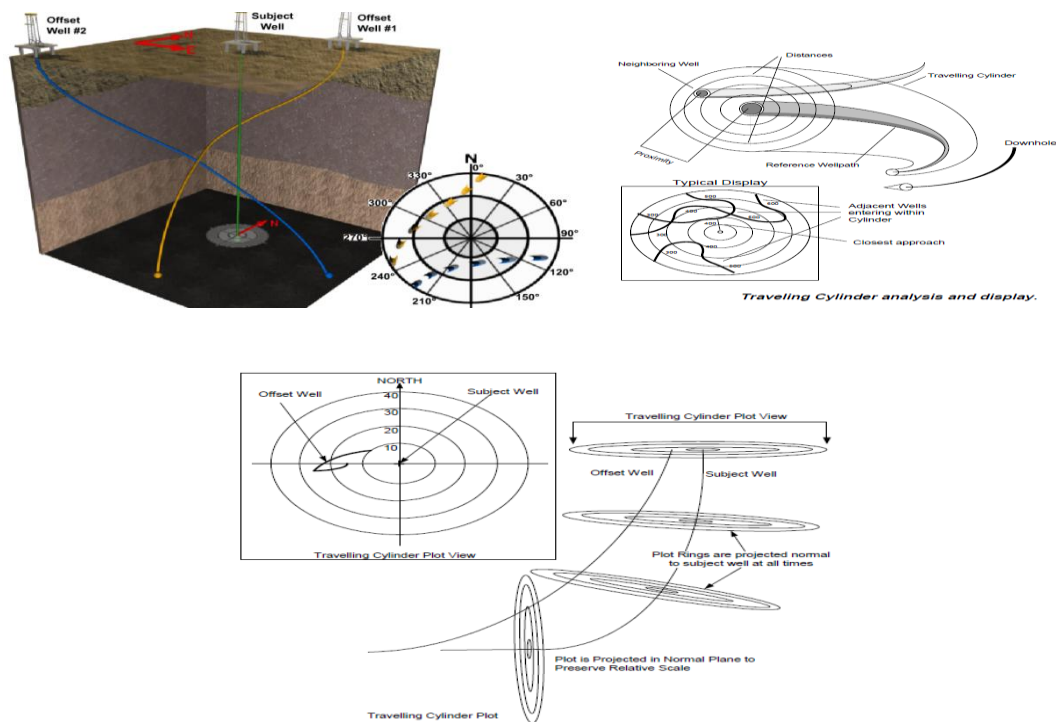 Offset
Well #2
Subject
Well
Offset
Well #1
N
E
N
N
0°
30°
60°
90°
120°
150°
210°
240°
270°
300°
330°
Neighboring Well
Distances
Travelling Cylinder
Downhole
Proximity
Reference Wellpath
Typical Display
Adjacent Wells
entering within
Cylinder
Closest approach
Traveling Cylinder analysis and display.
NORTH
Offset Well
Subject Well
40
30
20
10
Travelling Cylinder Plot View
Travelling Cylinder Plot View
Offset Well
Subject Well
Plot Rings are projected normal
to subject well at all times
Plot is Projected in Normal Plane to
Preserve Relative Scale
Travelling Cylinder Plot